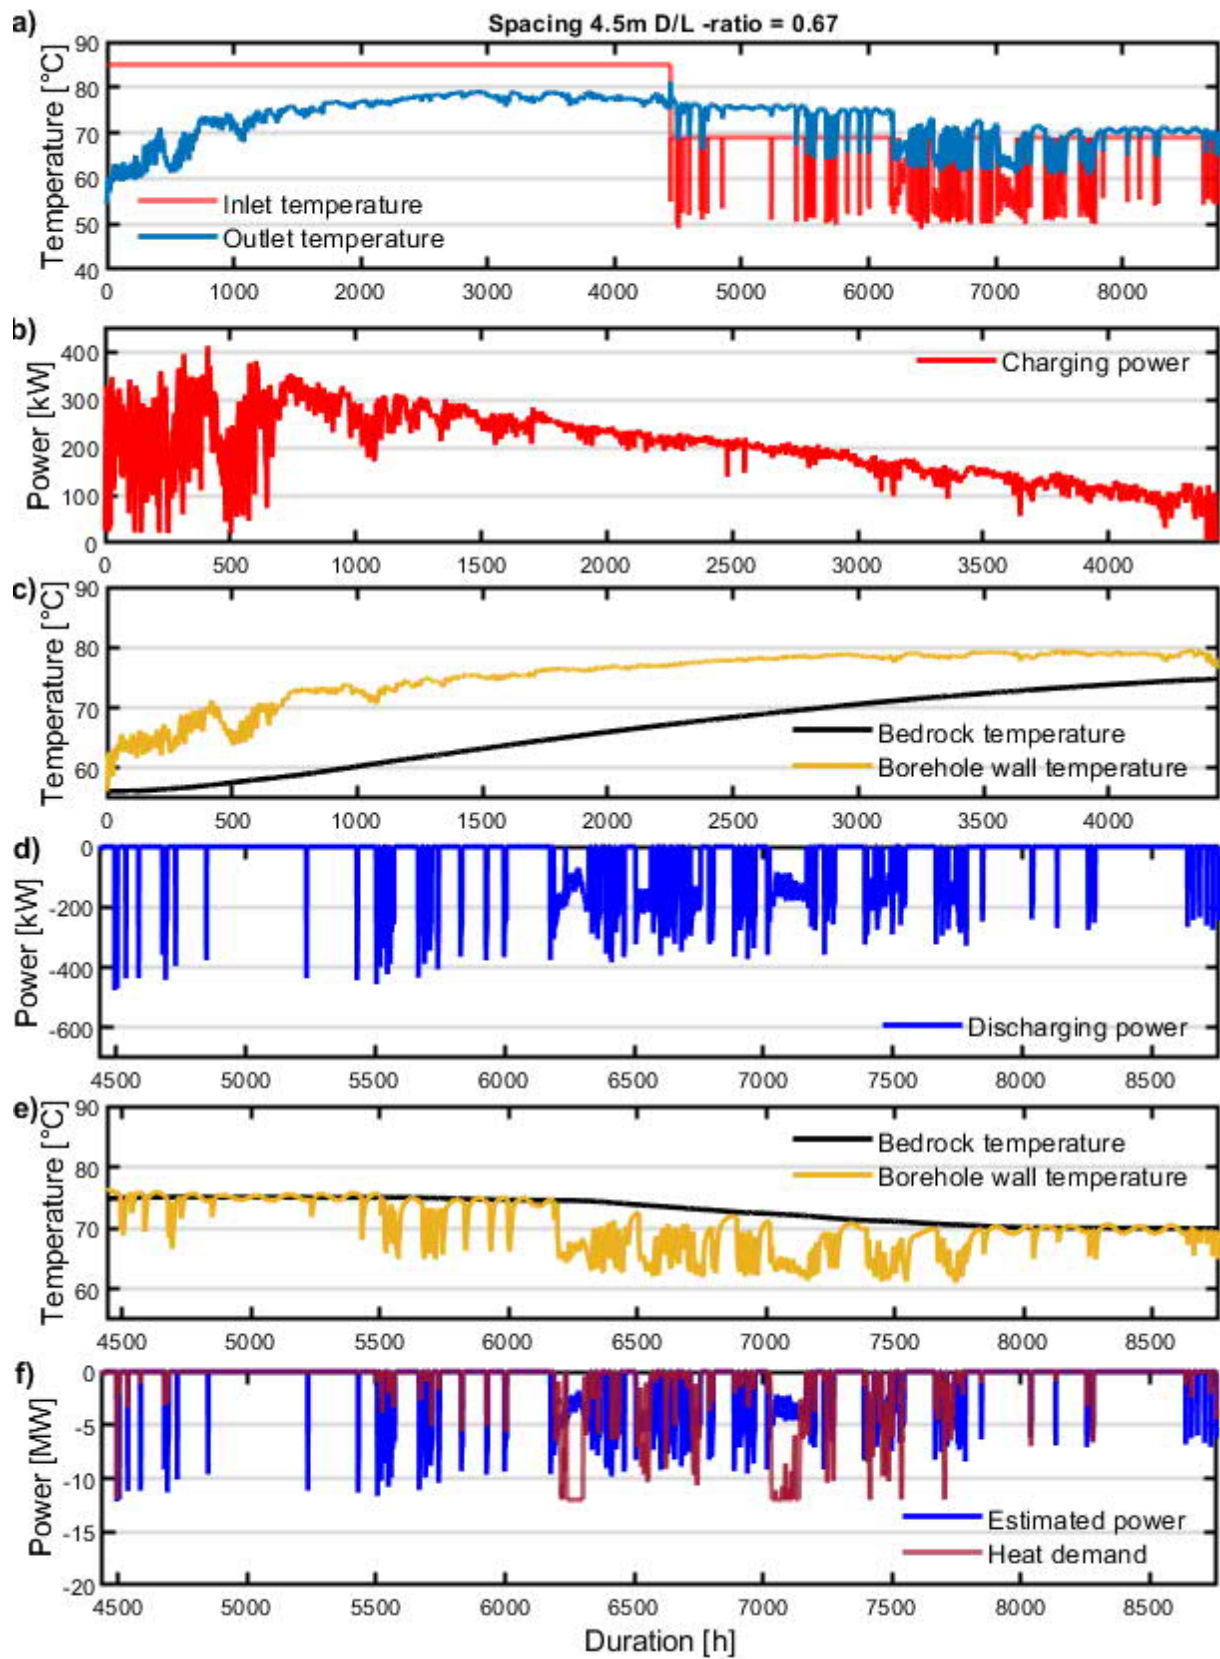 a)
Spacing 4.5m D/L -ratio = 0.67
Temperature [°C]
90
80
70
60
50
40
Inlet temperature
Outlet temperature
0 1000 2000 3000 4000 5000 6000 7000 8000
b)
Power [kW]
400
300
200
100
0
Charging power
0 500 1000 1500 2000 2500 3000 3500 4000
c)
Temperature [°C]
90
80
70
60
Bedrock temperature
Borehole wall temperature
0 500 1000 1500 2000 2500 3000 3500 4000
d)
Power [kW]
0
-200
-400
-600
Discharging power
4500 5000 5500 6000 6500 7000 7500 8000 8500
e)
Temperature [°C]
90
80
70
60
Bedrock temperature
Borehole wall temperature
4500 5000 5500 6000 6500 7000 7500 8000 8500
f)
Power [MW]
0
-5
-10
-15
-20
Estimated power
Heat demand
4500 5000 5500 6000 6500 7000 7500 8000 8500
Duration [h]